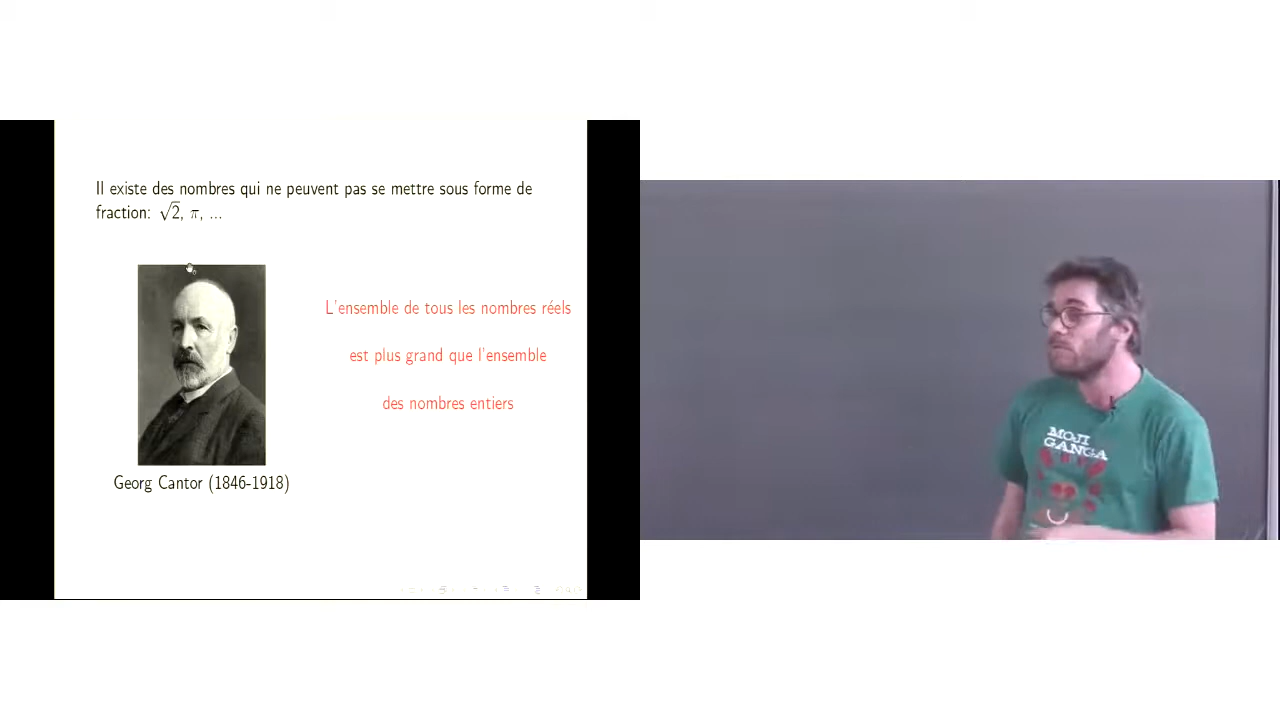 Il existe des nombres qui ne peuvent pas se mettre sous forme de
fraction: √2, π, ...
L'ensemble de tous les nombres réels
est plus grand que l'ensemble
des nombres entiers
Georg Cantor (1846-1918)
MOJI
GANGA